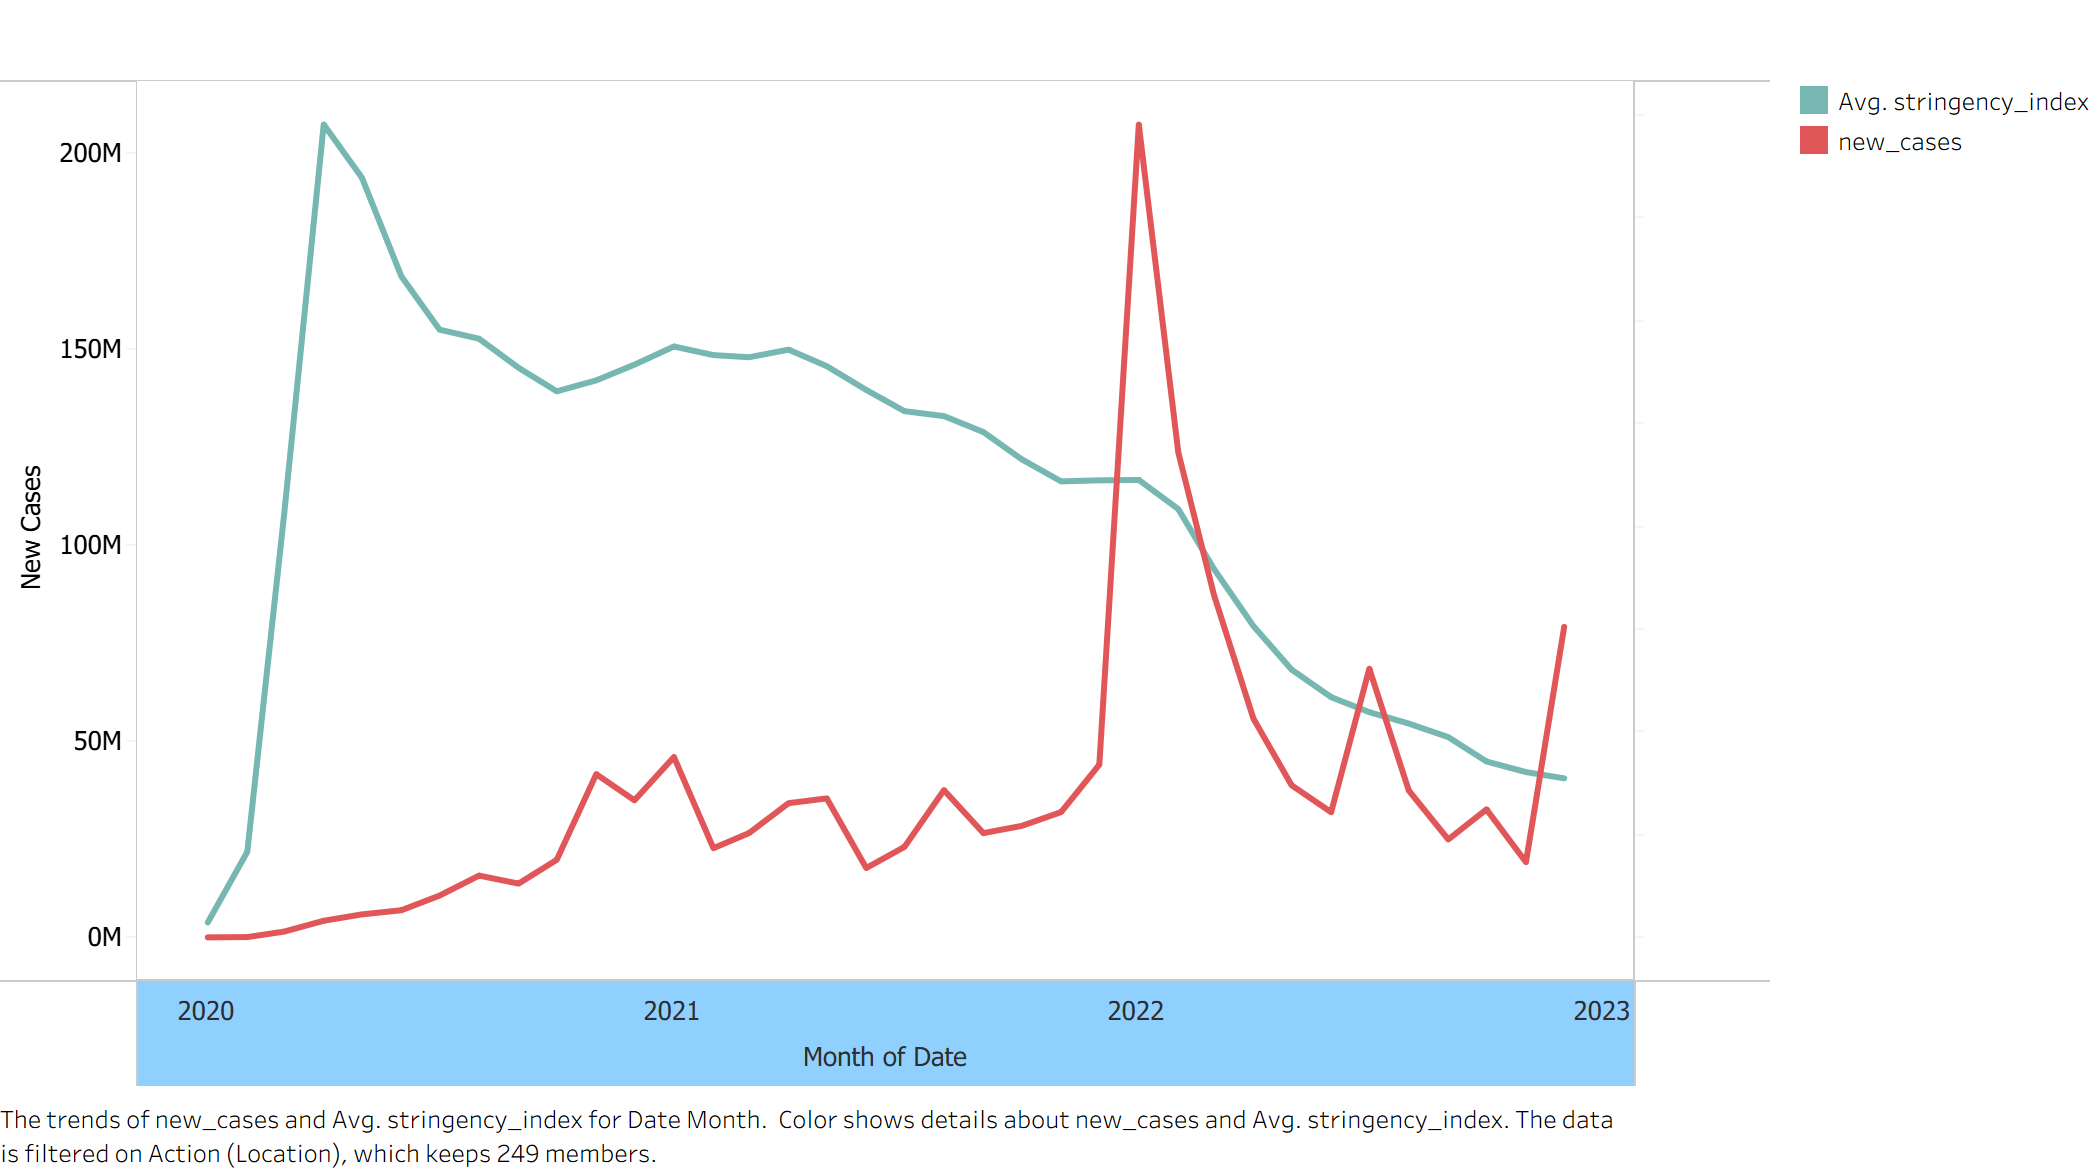 Avg. stringency_index
new_cases
200M
150M
100M
50M
0M
New Cases
2020 2021 2022 2023
Month of Date
The trends of new_cases and Avg. stringency_index for Date Month.  Color shows details about new_cases and Avg. stringency_index. The data
is filtered on Action (Location), which keeps 249 members.